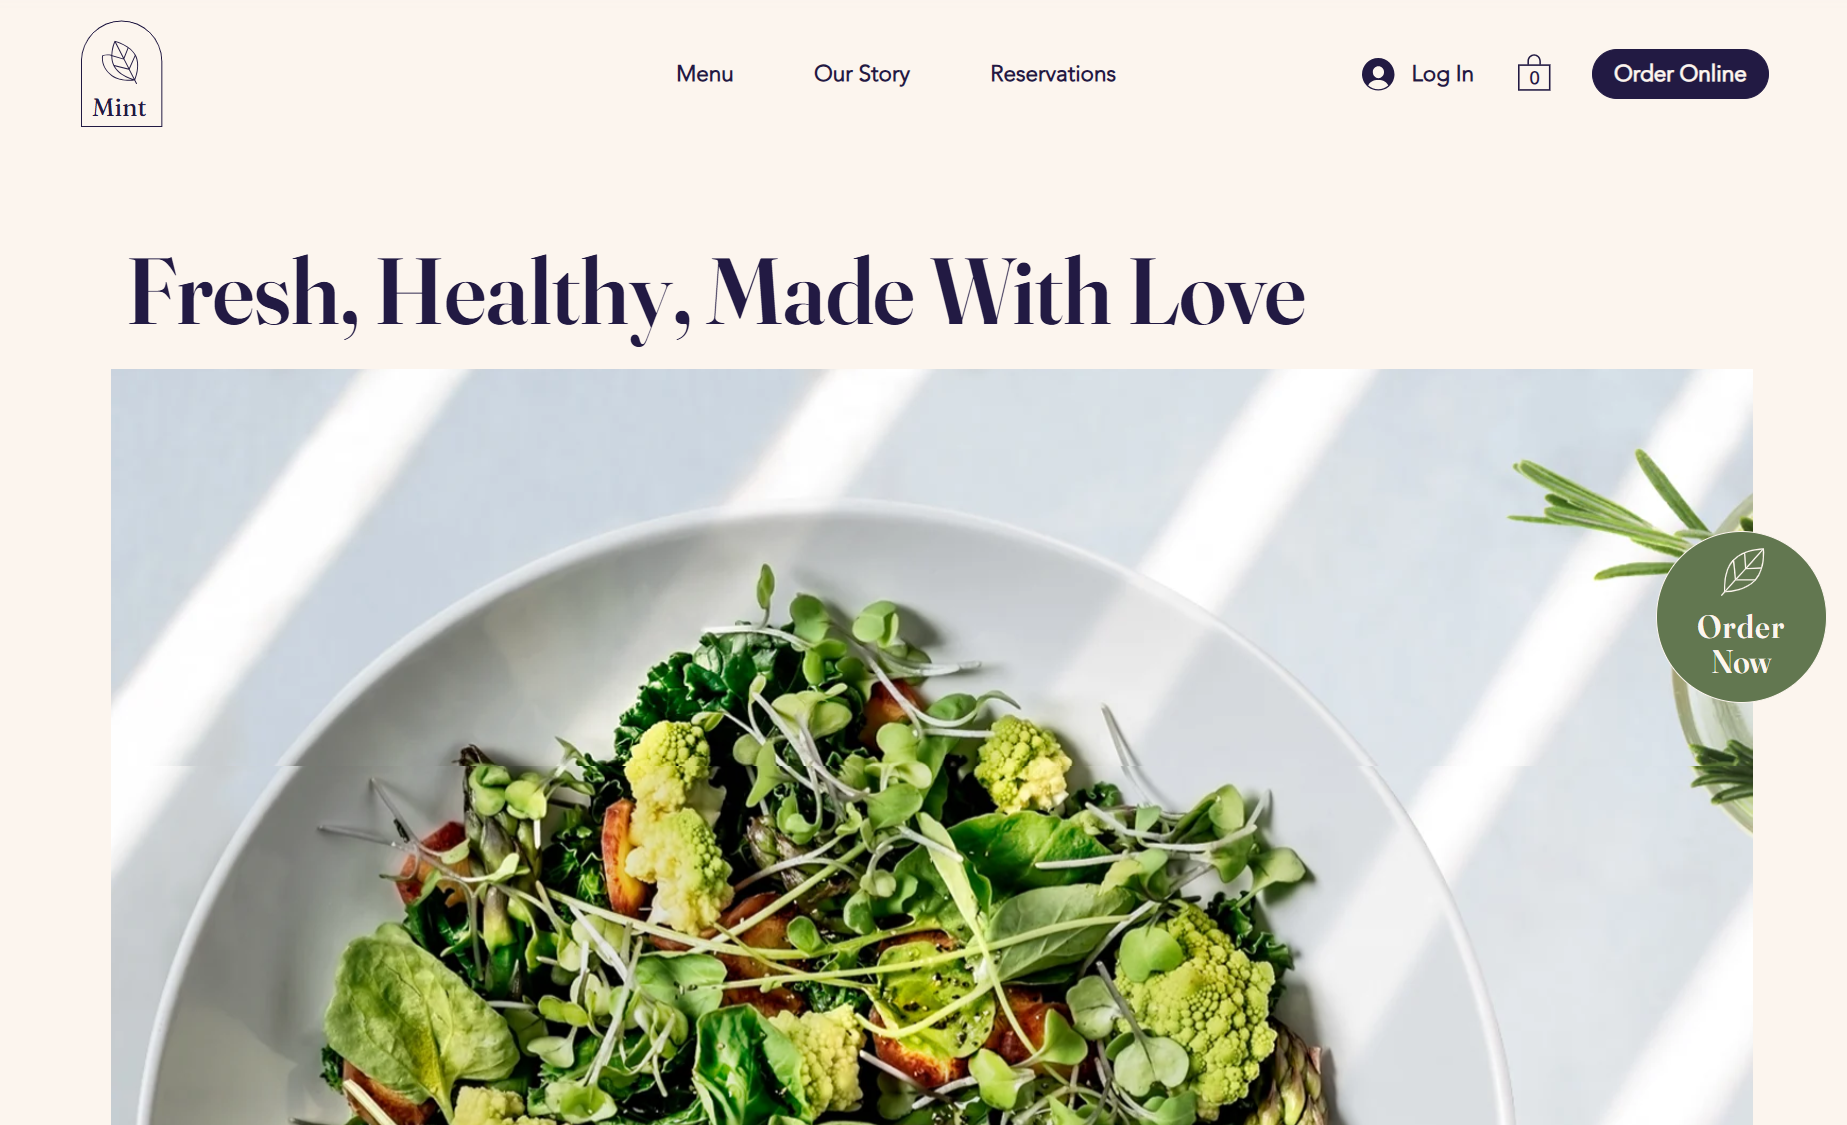 Mint
Menu
Our Story
Reservations
Log In
0
Order Online
Fresh, Healthy, Made With Love
Order
Now